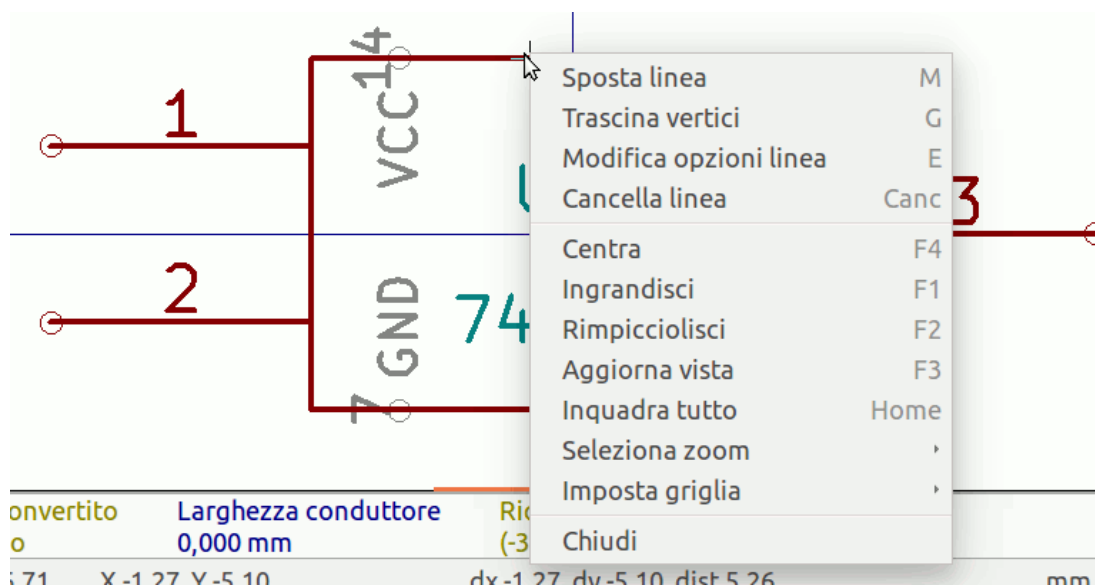 14
VCC
1
2
GND
7
74
3
Sposta linea M
Trascina vertici G
Modifica opzioni linea E
Cancella linea Canc
Centra F4
Ingrandisci F1
Rimpicciolisci F2
Aggiorna vista F3
Inquadra tutto Home
Seleziona zoom
Imposta griglia
Chiudi
onvertito Larghezza conduttore
o 0,000 mm (-3
X -1,27 Y -5,10 dx -1,27 dy -5,10 dist 5,26 mm